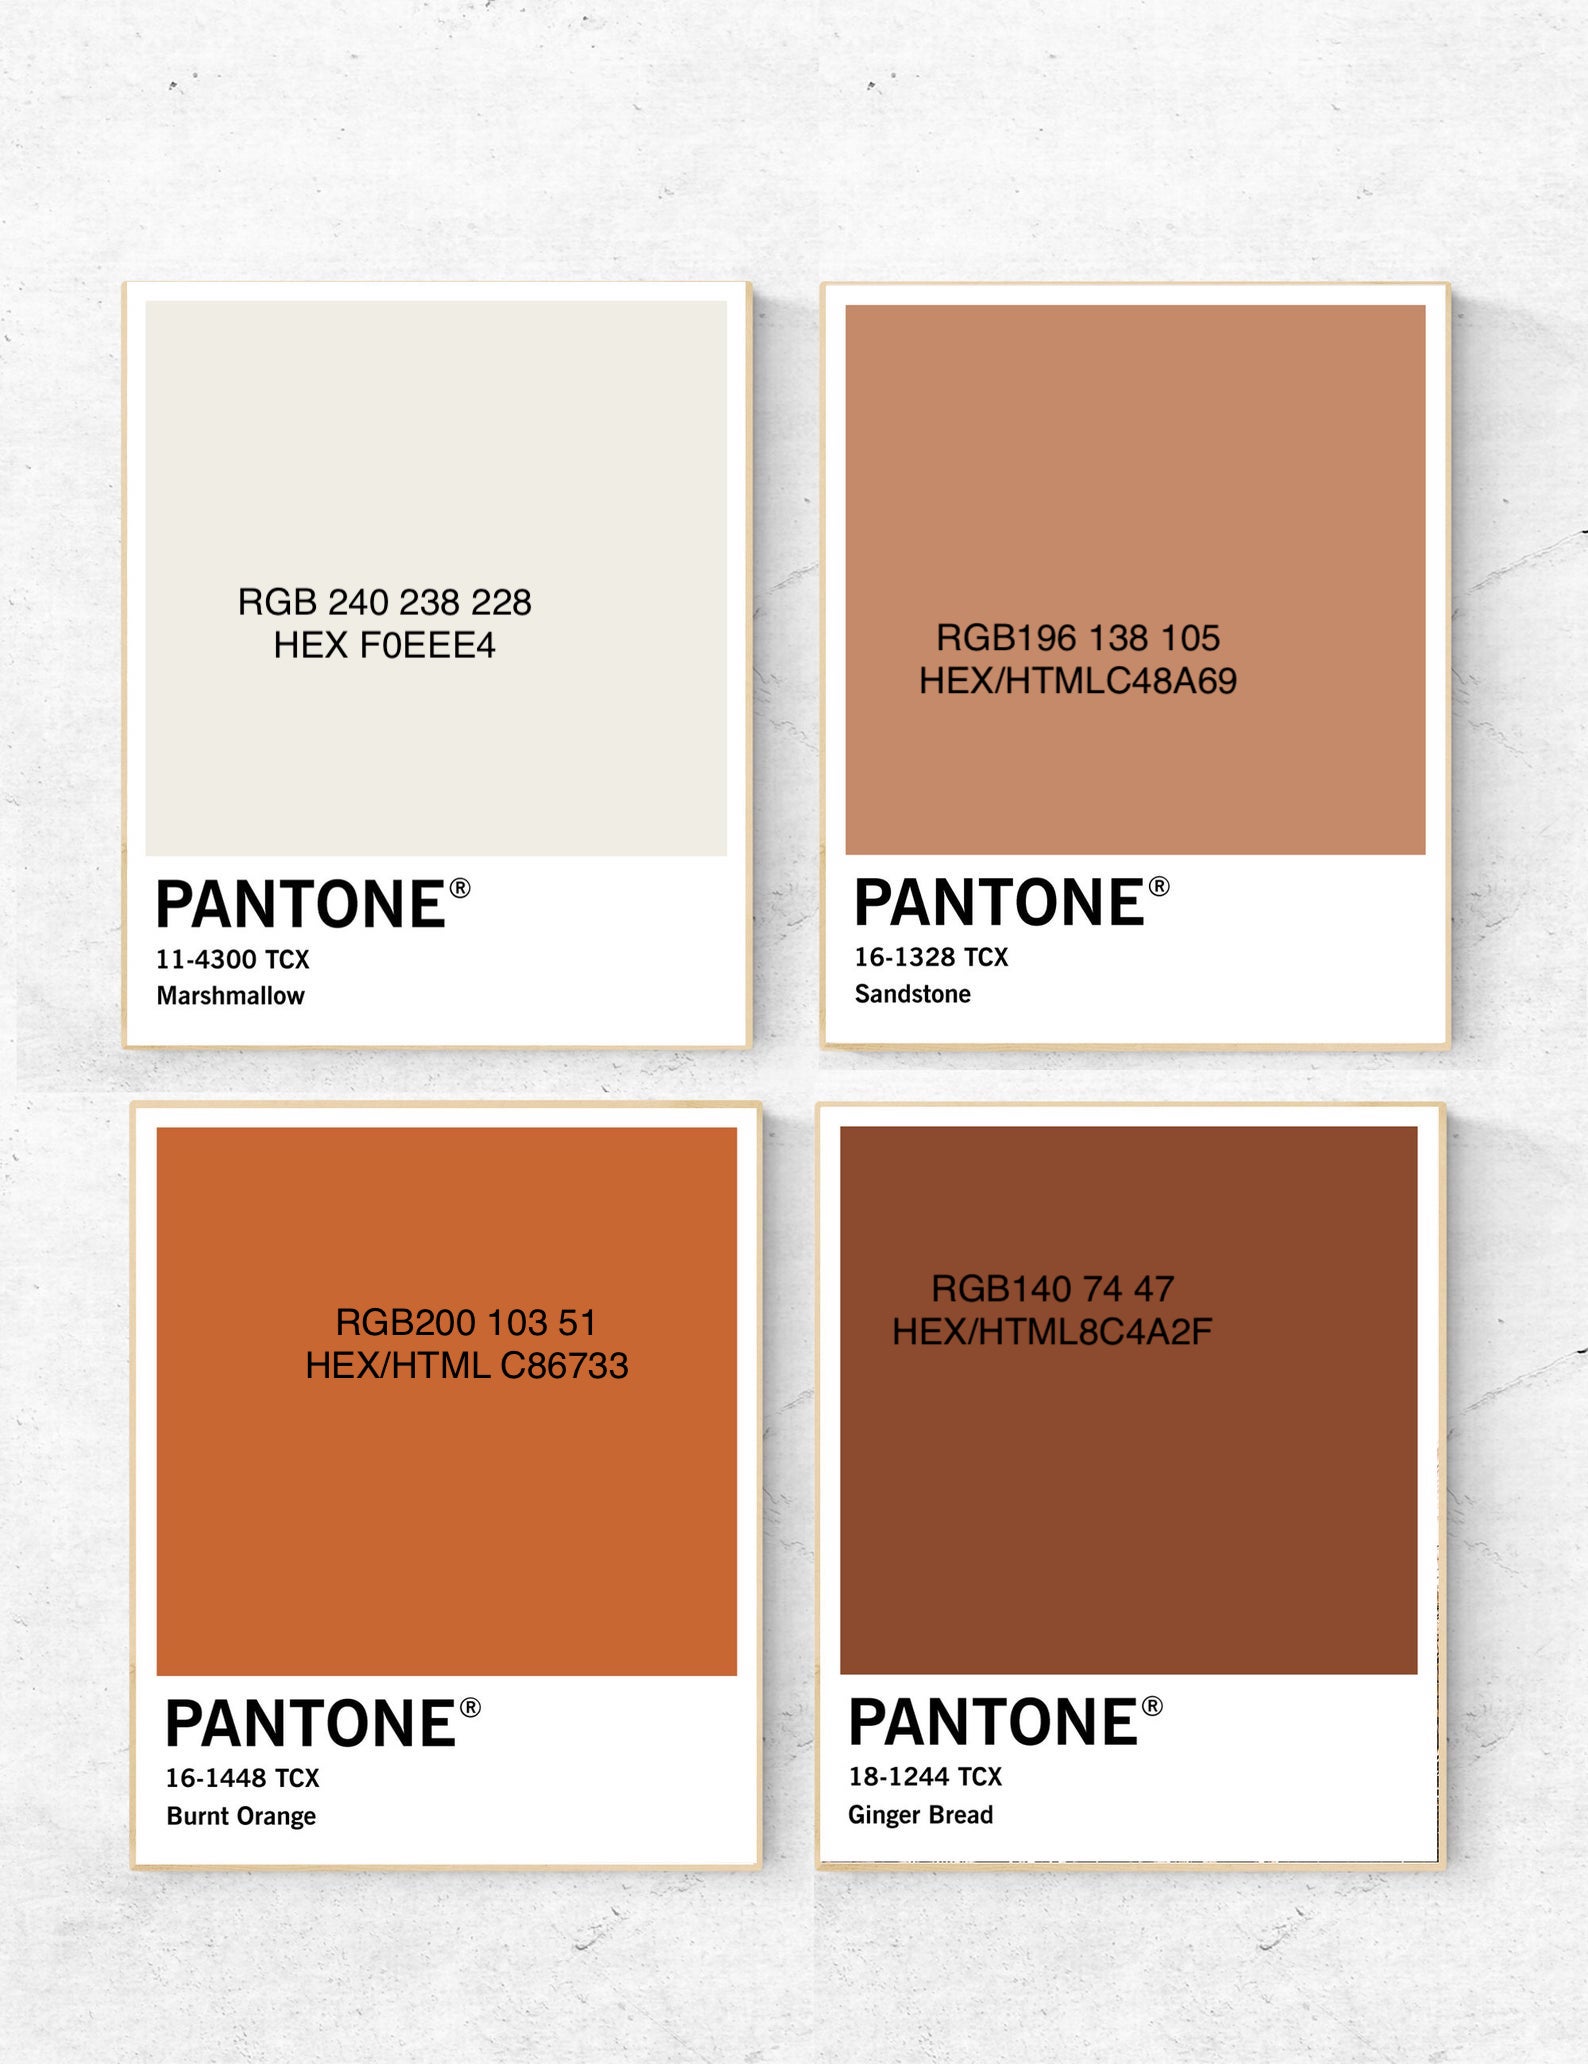 RGB 240 238 228
HEX F0EEE4
PANTONE®
11-4300 TCX
Marshmallow
RGB196 138 105
HEX/HTMLC48A69
PANTONE®
16-1328 TCX
Sandstone
RGB200 103 51
HEX/HTML C86733
PANTONE®
16-1448 TCX
Burnt Orange
RGB140 74 47
HEX/HTML8C4A2F
PANTONE®
18-1244 TCX
Ginger Bread